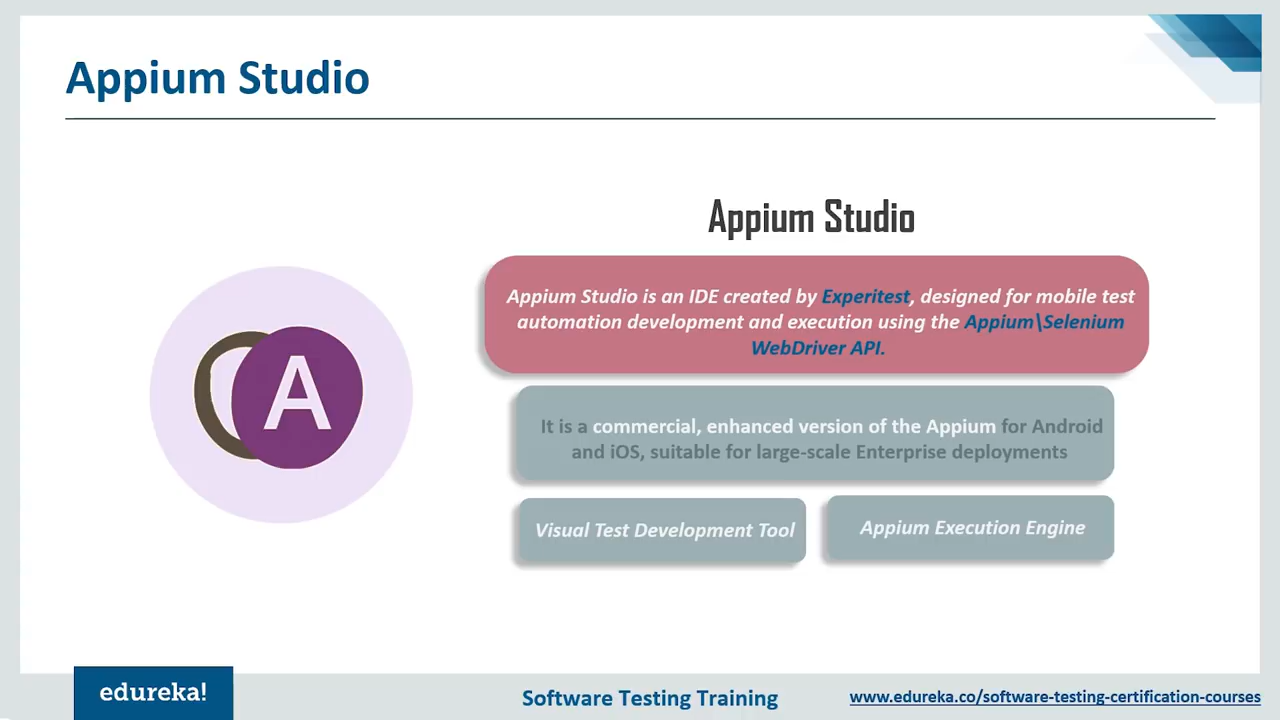 Appium Studio
Appium Studio
Appium Studio is an IDE created by Experitest, designed for mobile test
automation development and execution using the Appium\Selenium
WebDriver API.
It is a commercial, enhanced version of the Appium for Android
and iOS, suitable for large-scale Enterprise deployments
Visual Test Development Tool
Appium Execution Engine
A
edureka!
Software Testing Training
www.edureka.co/software-testing-certification-courses